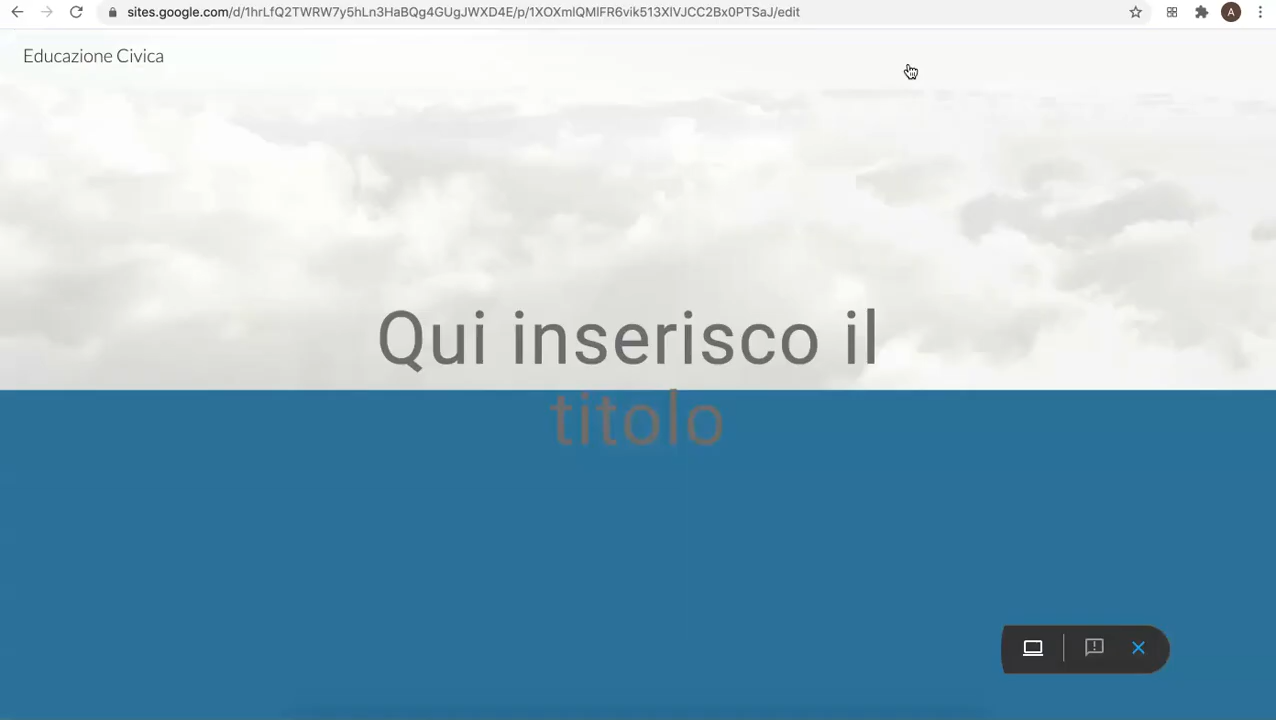 sites.google.com/d/1hrLfQ2TWRW7y5hLn3HaBQg4GUgJWXD4E/p/1XOXmlQMlFR6vik513XlVJCC2Bx0PTSaJ/edit
A
Educazione Civica
Qui inserisco il
titolo